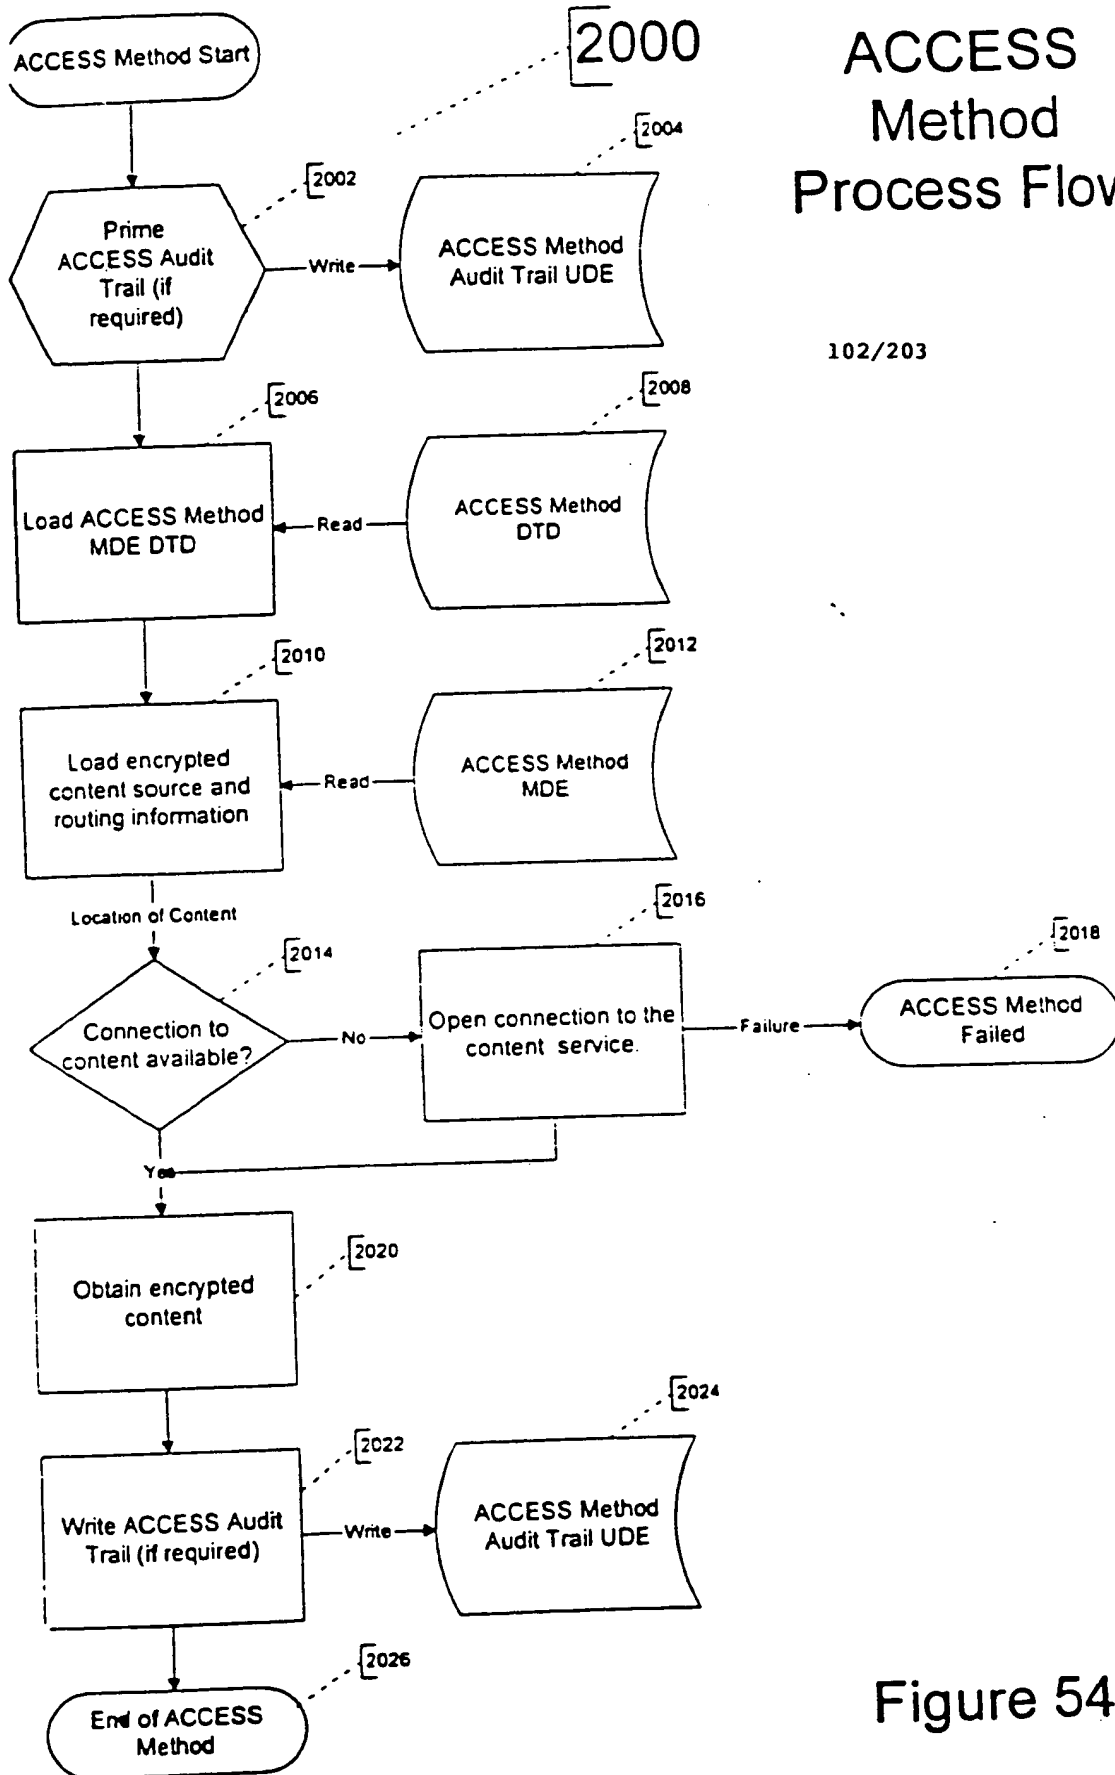 ACCESS Method Start
2000
ACCESS
Method
Process Flow
2002
2004
Prime
ACCESS Audit
Trail (if
required)
Write
ACCESS Method
Audit Trail UDE
102/203
2006
2008
Load ACCESS Method
MDE DTD
Read
ACCESS Method
DTD
2010
2012
Load encrypted
content source and
routing information
Read
ACCESS Method
MDE
Location of Content
2014
2016
2018
Connection to
content available?
No
Open connection to the
content service.
Failure
ACCESS Method
Failed
Yes
2020
Obtain encrypted
content
2022
2024
Write ACCESS Audit
Trail (if required)
Write
ACCESS Method
Audit Trail UDE
2026
End of ACCESS
Method
Figure 54